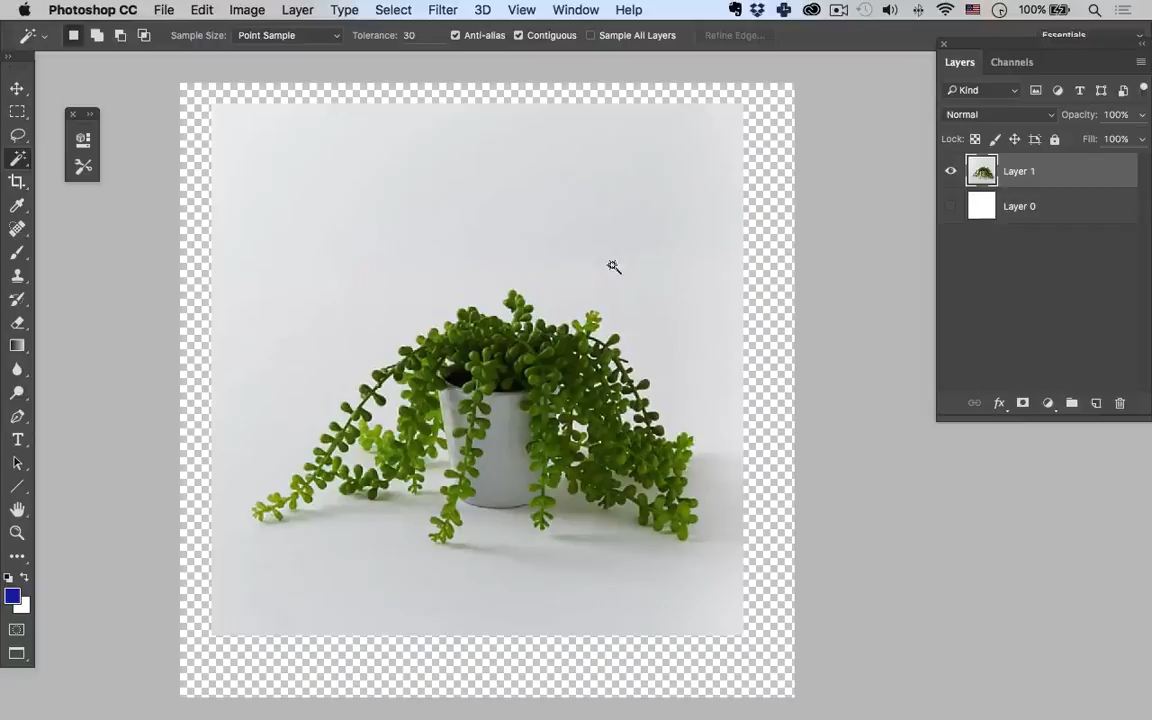 Photoshop CC File Edit Image Layer Type Select Filter 3D View Window Help 100%
Sample Size: Point Sample Tolerance: 30 Anti-alias Contiguous Sample All Layers Refine Edge... Essentials
Layers Channels
Kind
Normal Opacity: 100%
Lock: Fill: 100%
Layer 1
Layer 0
fx